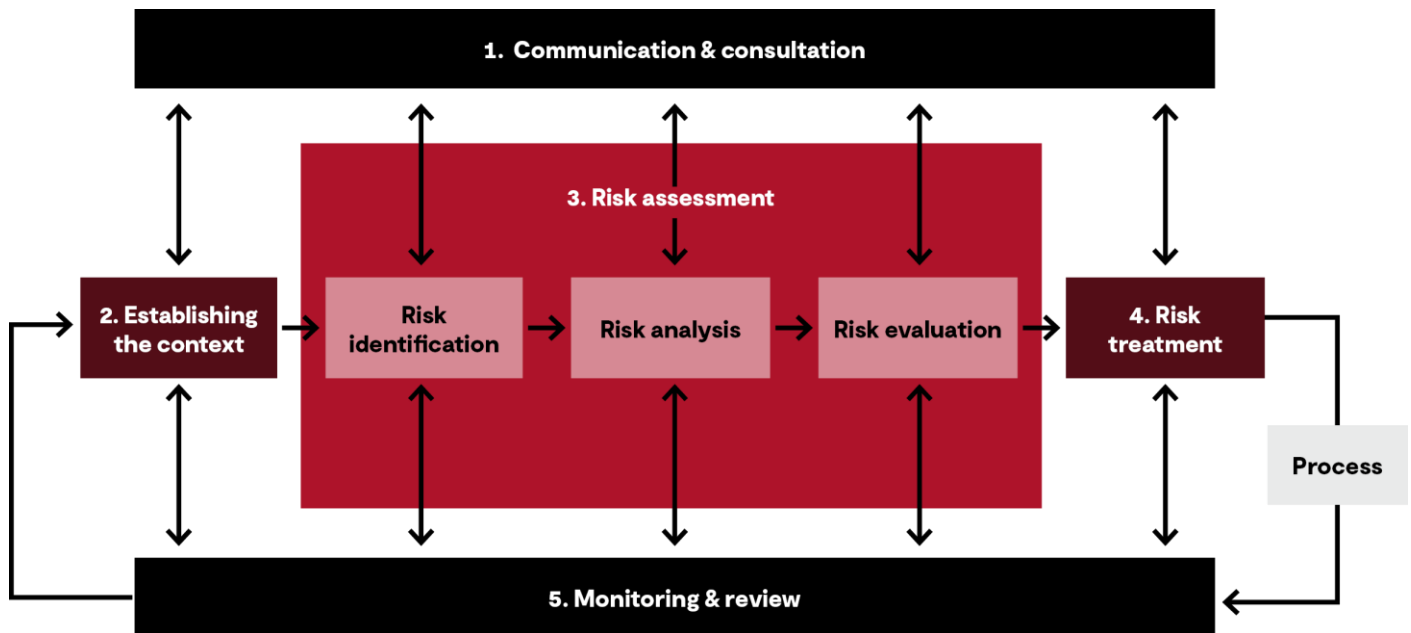 1. Communication & consultation
3. Risk assessment
2. Establishing
the context
Risk
identification
Risk analysis
Risk evaluation
4. Risk
treatment
Process
5. Monitoring & review